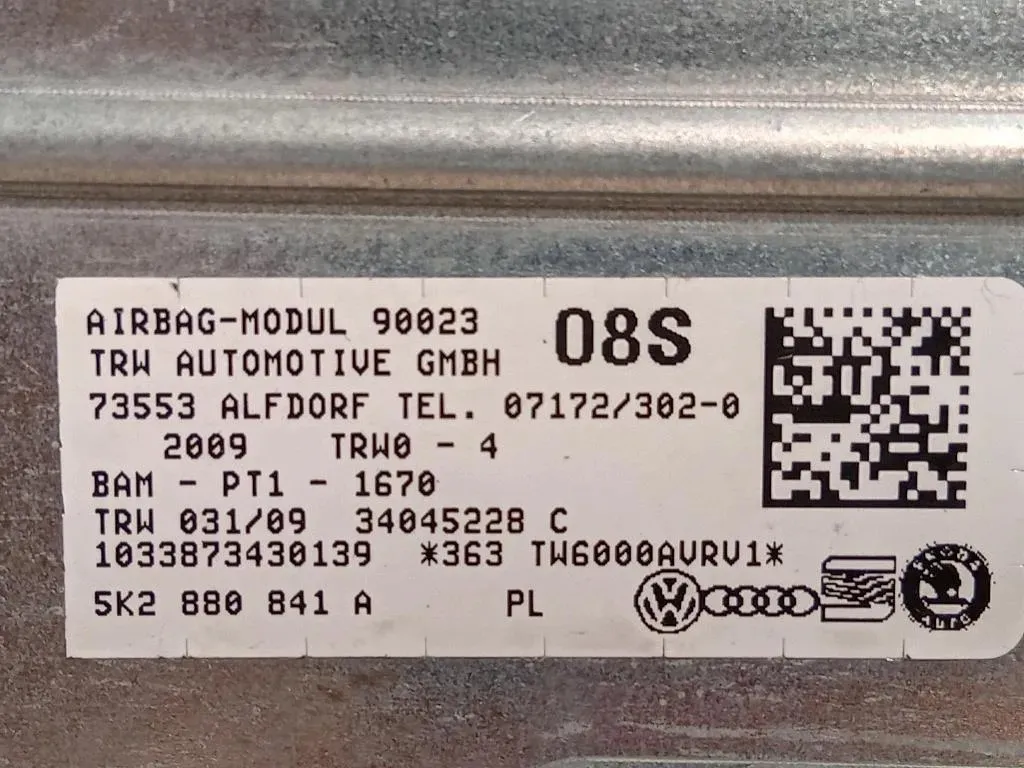 AIRBAG-MODUL 90023 08S
TRW AUTOMOTIVE GMBH
73553 ALFDORF TEL. 07172/302-0
2009 TRW0 - 4
BAM - PT1 - 1670
TRW 031/09 34045228 C
1033873430139 *363 TW6000AVRV1*
5K2 880 841 A PL